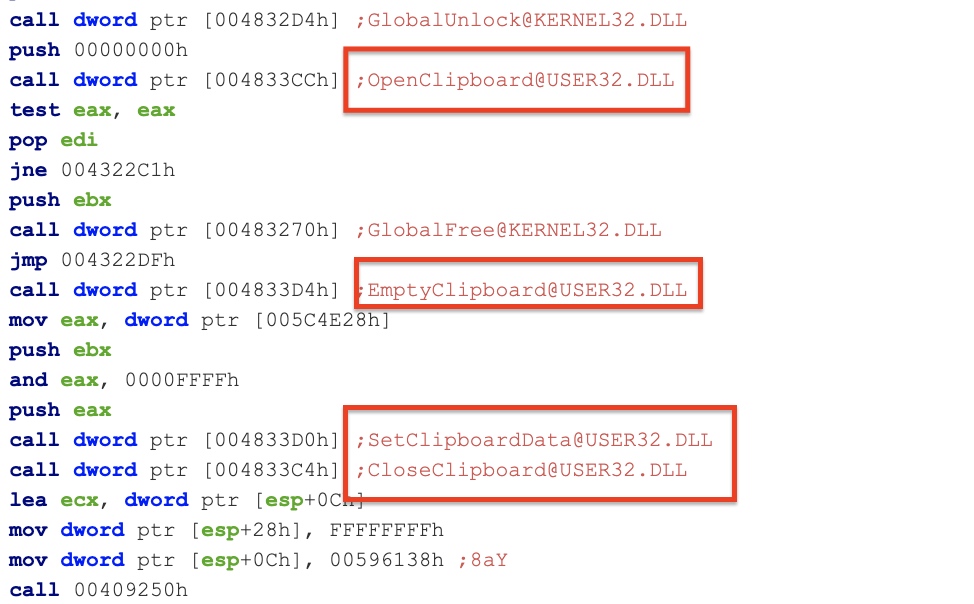 call dword ptr [004832D4h] ;GlobalUnlock@KERNEL32.DLL
push 00000000h
call dword ptr [004833CCh] ;OpenClipboard@USER32.DLL
test eax, eax
pop edi
jne 004322C1h
push ebx
call dword ptr [00483270h] ;GlobalFree@KERNEL32.DLL
jmp 004322DFh
call dword ptr [004833D4h] ;EmptyClipboard@USER32.DLL
mov eax, dword ptr [005C4E28h]
push ebx
and eax, 0000FFFFh
push eax
call dword ptr [004833D0h] ;SetClipboardData@USER32.DLL
call dword ptr [004833C4h] ;CloseClipboard@USER32.DLL
lea ecx, dword ptr [esp+0Ch]
mov dword ptr [esp+28h], FFFFFFFFh
mov dword ptr [esp+0Ch], 00596138h ;8aY
call 00409250h